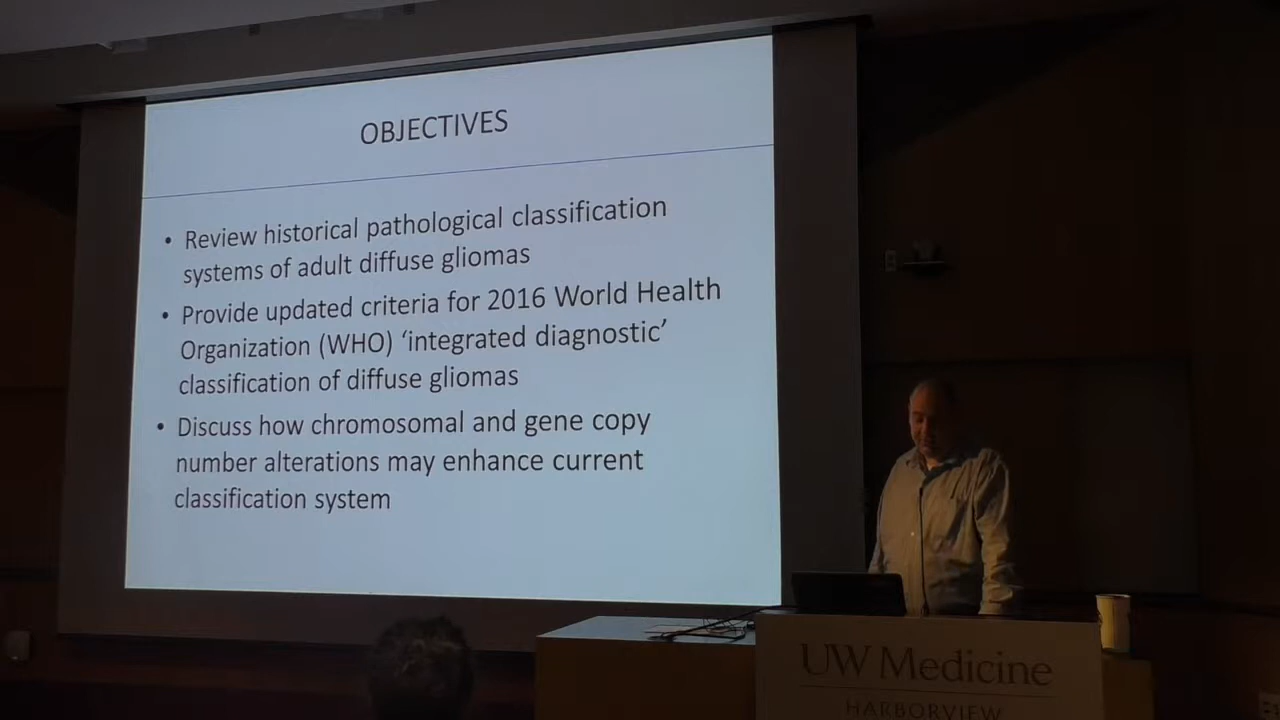 OBJECTIVES
• Review historical pathological classification
systems of adult diffuse gliomas
• Provide updated criteria for 2016 World Health
Organization (WHO) ‘integrated diagnostic’
classification of diffuse gliomas
• Discuss how chromosomal and gene copy
number alterations may enhance current
classification system
UW Medicine
HARBORVIEW